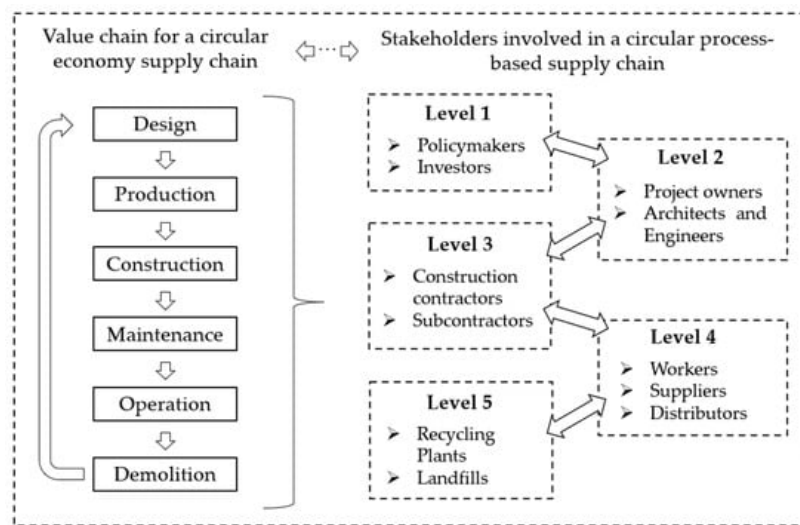 Value chain for a circular
economy supply chain
Stakeholders involved in a circular process-
based supply chain
Design
Production
Construction
Maintenance
Operation
Demolition
Level 1
Policymakers
Investors
Level 2
Project owners
Architects and
Engineers
Level 3
Construction
contractors
Subcontractors
Level 4
Workers
Suppliers
Distributors
Level 5
Recycling
Plants
Landfills